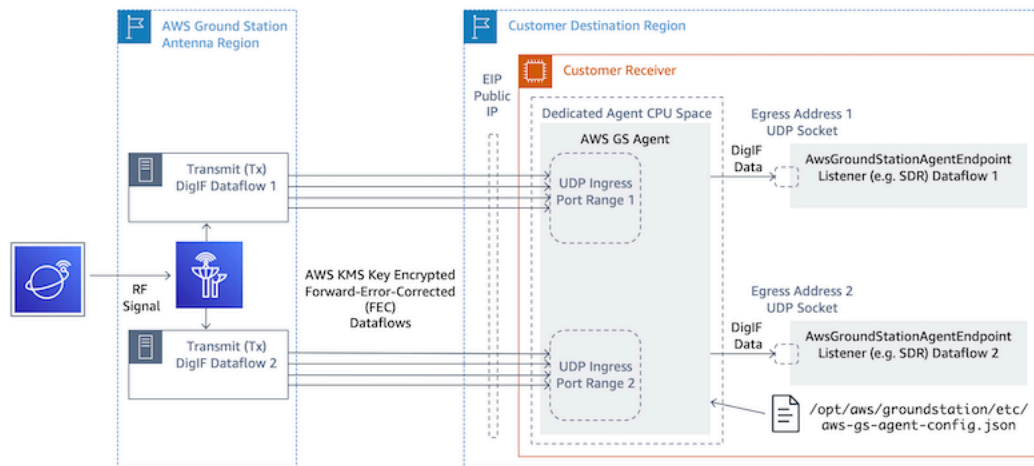 AWS Ground Station
Antenna Region
Customer Destination Region
Customer Receiver
EIP
Public
IP
Dedicated Agent CPU Space
AWS GS Agent
Egress Address 1
UDP Socket
Transmit (Tx)
DigIF Dataflow 1
UDP Ingress
Port Range 1
DigIF
Data
AwsGroundStationAgentEndpoint
Listener (e.g. SDR) Dataflow 1
RF
Signal
AWS KMS Key Encrypted
Forward-Error-Corrected
(FEC)
Dataflows
Egress Address 2
UDP Socket
Transmit (Tx)
DigIF Dataflow 2
UDP Ingress
Port Range 2
DigIF
Data
AwsGroundStationAgentEndpoint
Listener (e.g. SDR) Dataflow 2
/opt/aws/groundstation/etc/
aws-gs-agent-config.json